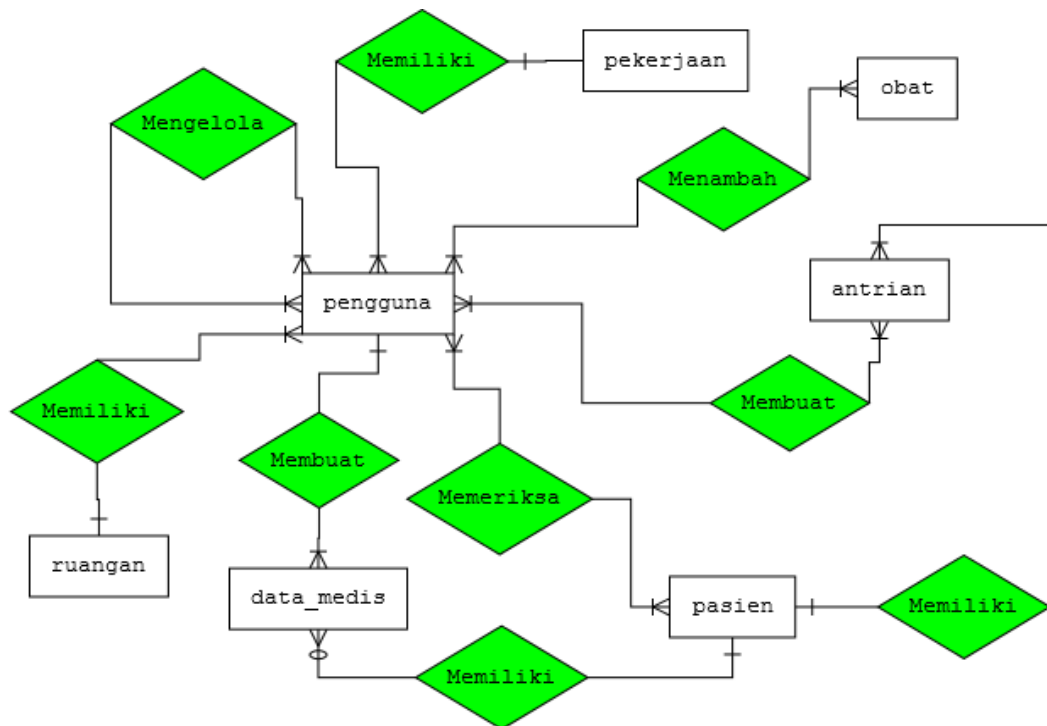 Memiliki
pekerjaan
obat
Mengelola
Menambah
pengguna
antrian
Memiliki
Membuat
Membuat
Memeriksa
ruangan
data_medis
pasien
Memiliki
Memiliki